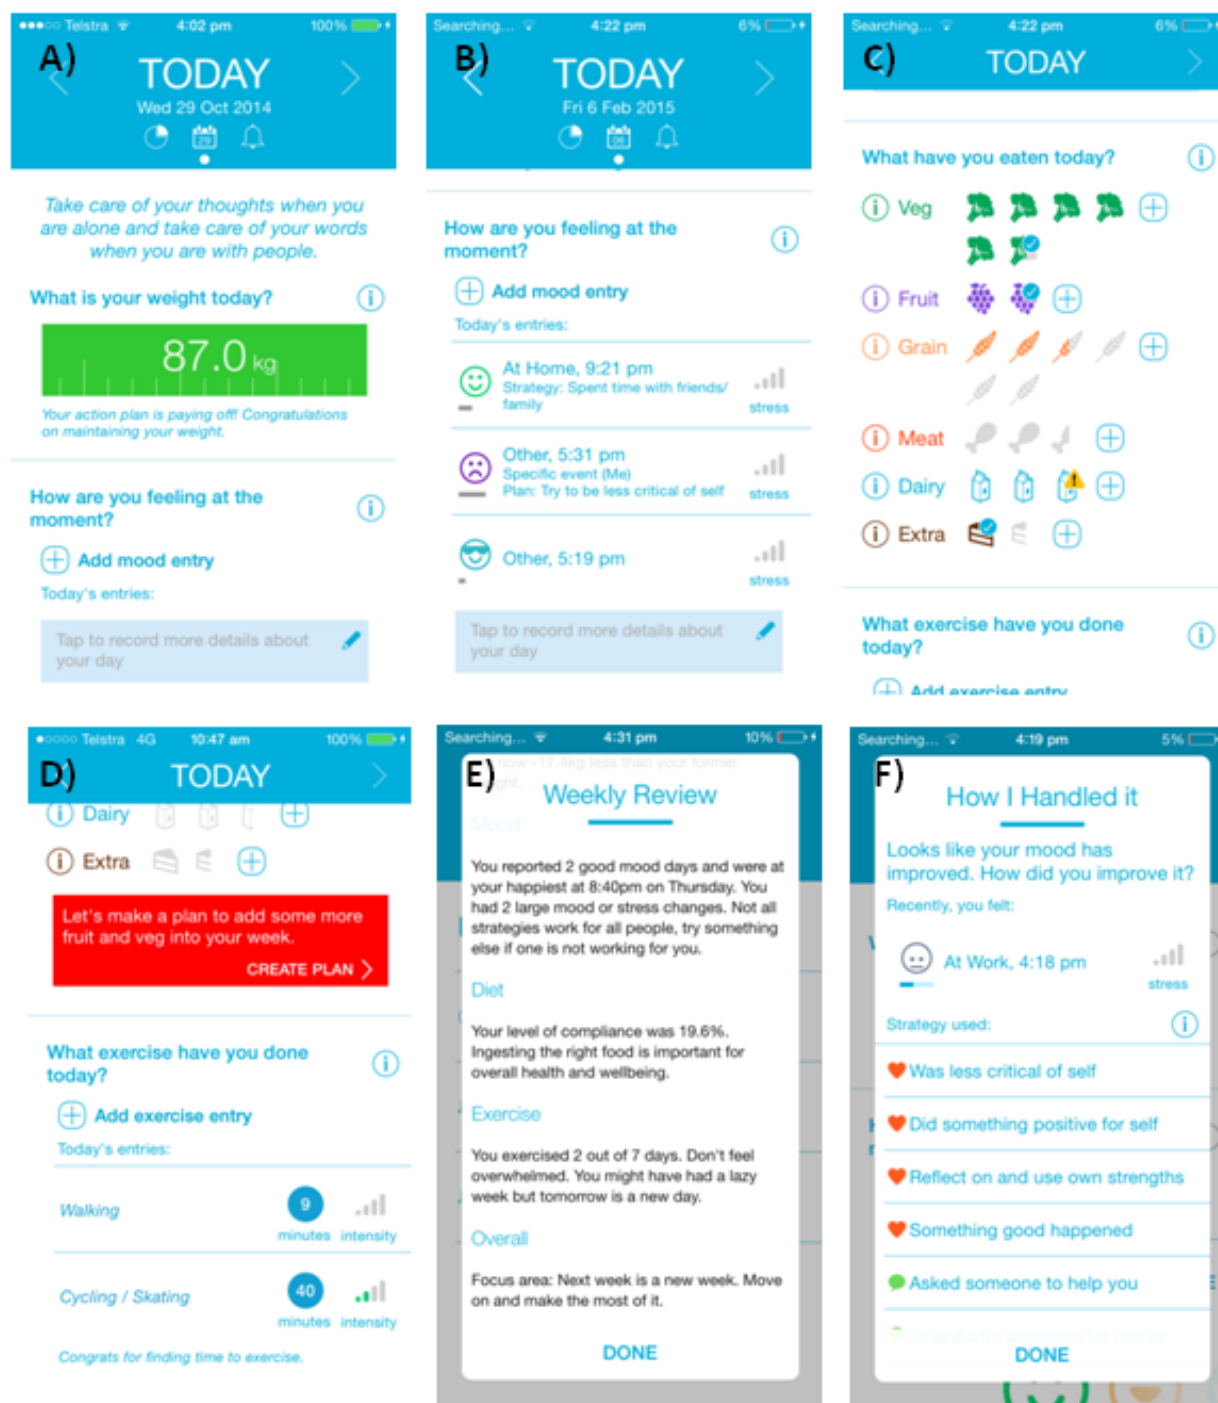 Telstra 4:02 pm 100%
A)
TODAY
Wed 29 Oct 2014
29
Take care of your thoughts when you
are alone and take care of your words
when you are with people.
What is your weight today?
87.0 kg
Your action plan is paying off! Congratulations
on maintaining your weight.
How are you feeling at the
moment?
Add mood entry
Today's entries:
Tap to record more details about
your day
Searching... 4:22 pm 6%
B)
TODAY
Fri 6 Feb 2015
06
How are you feeling at the
moment?
Add mood entry
Today's entries:
At Home, 9:21 pm
Strategy: Spent time with friends/
family
stress
Other, 5:31 pm
Specific event (Me)
Plan: Try to be less critical of self
stress
Other, 5:19 pm
stress
Tap to record more details about
your day
Searching... 4:22 pm 6%
C)
TODAY
What have you eaten today?
Veg
Fruit
Grain
Meat
Dairy
Extra
What exercise have you done
today?
Add exercise entry
Telstra 4G 10:47 am 100%
D)
TODAY
Dairy
Extra
Let's make a plan to add some more
fruit and veg into your week.
CREATE PLAN
What exercise have you done
today?
Add exercise entry
Today's entries:
Walking
9
minutes intensity
Cycling / Skating
40
minutes intensity
Congrats for finding time to exercise.
Searching... 4:31 pm 10%
E)
now -17.4kg less than your former
Weekly Review
Mood
You reported 2 good mood days and were at
your happiest at 8:40pm on Thursday. You
had 2 large mood or stress changes. Not all
strategies work for all people, try something
else if one is not working for you.
Diet
Your level of compliance was 19.6%.
Ingesting the right food is important for
overall health and wellbeing.
Exercise
You exercised 2 out of 7 days. Don't feel
overwhelmed. You might have had a lazy
week but tomorrow is a new day.
Overall
Focus area: Next week is a new week. Move
on and make the most of it.
DONE
Searching... 4:19 pm 5%
F)
How I Handled it
Looks like your mood has
improved. How did you improve it?
Recently, you felt:
At Work, 4:18 pm
stress
Strategy used:
Was less critical of self
Did something positive for self
Reflect on and use own strengths
Something good happened
Asked someone to help you
with someone for advice
DONE